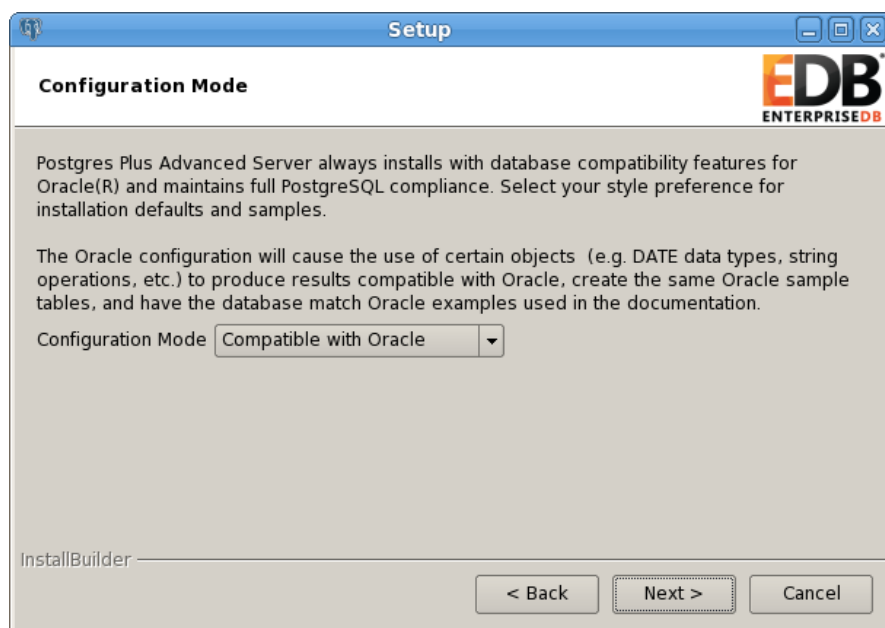 Setup
Configuration Mode
EDB
ENTERPRISEDB
Postgres Plus Advanced Server always installs with database compatibility features for
Oracle(R) and maintains full PostgreSQL compliance. Select your style preference for
installation defaults and samples.
The Oracle configuration will cause the use of certain objects  (e.g. DATE data types, string
operations, etc.) to produce results compatible with Oracle, create the same Oracle sample
tables, and have the database match Oracle examples used in the documentation.
Configuration Mode Compatible with Oracle
InstallBuilder
< Back Next > Cancel